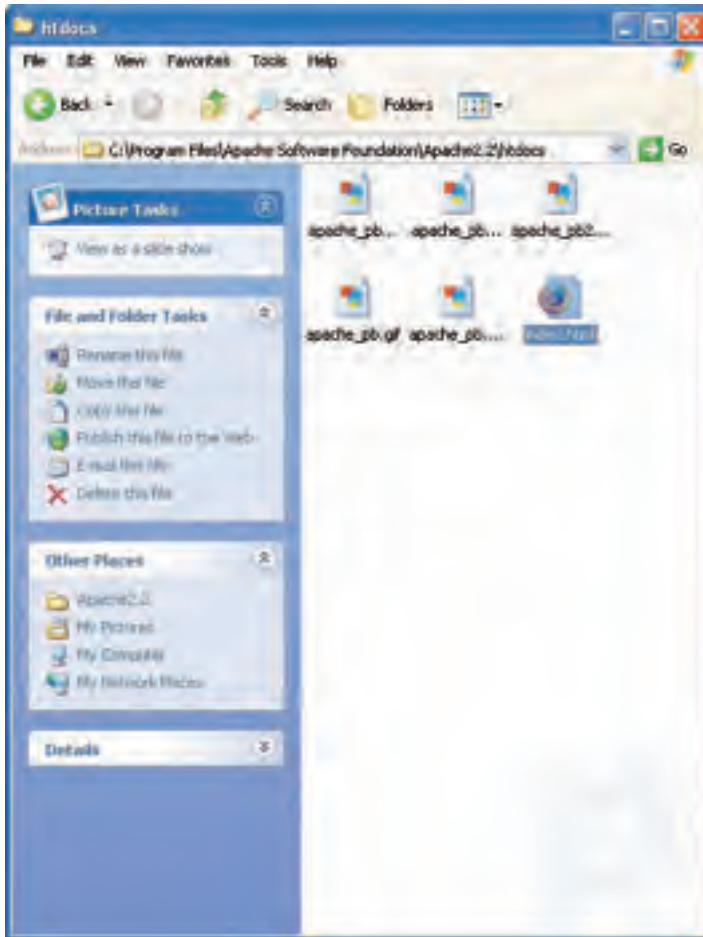 htdocs
File Edit View Favorites Tools Help
Back Search Folders
Address C:\Program Files\Apache Software Foundation\Apache2.2\htdocs Go
Picture Tasks
View as a slide show
File and Folder Tasks
Rename this file
Move this file
Copy this file
Publish this file to the Web
E-mail this file
Delete this file
Other Places
Apache2.2
My Pictures
My Computer
My Network Places
Details
apache_pb... apache_pb... apache_pb2....
apache_pb.gif apache_pb.... index.html